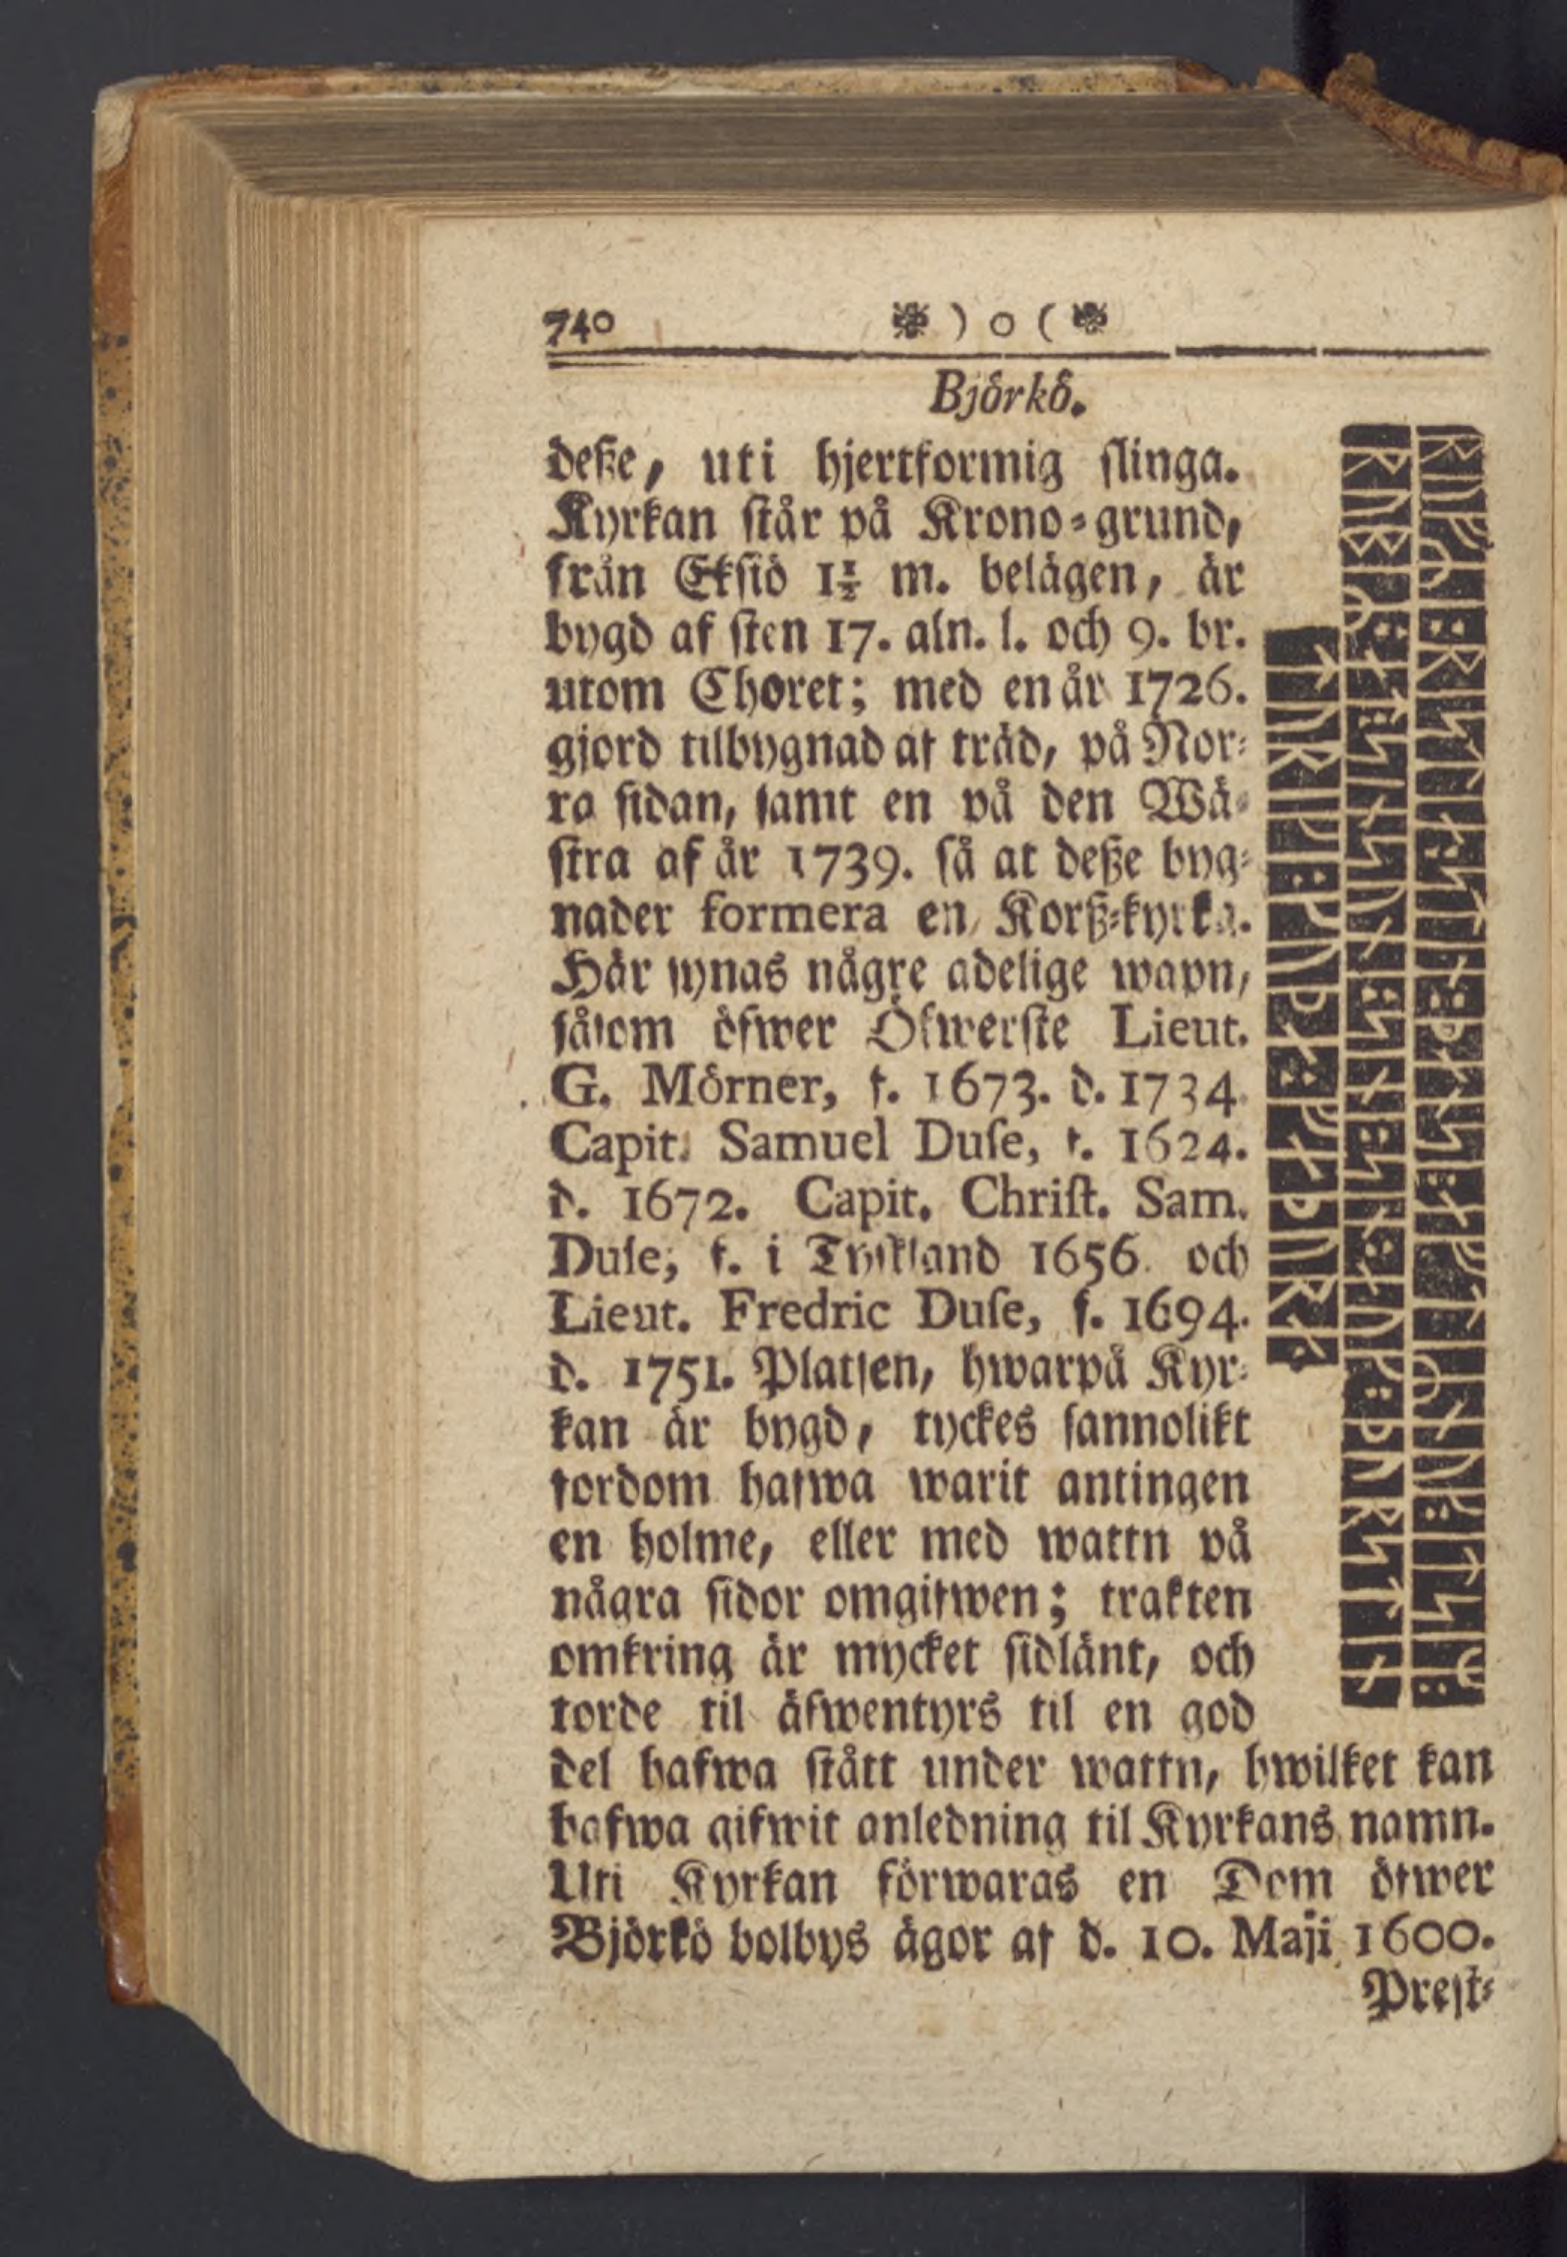 740 ) o (
Björkö.
deße, uti hjertformig slinga.
Kyrkan står på Krono-grund,
från Eksiö 1½ m. belägen, är
bygd af sten 17. aln. l. och 9. br.
utom Choret; med en år 1726.
gjord tilbygnad af träd, på Nor-
ra sidan, samt en på den Wä-
stra af år 1739. så at deße byg-
nader formera en Korß-kyrka.
Här synas någre adelige wapn,
såsom öfwer Öfwerste Lieut.
G. Mörner, f. 1673. d. 1734.
Capit. Samuel Duse, f. 1624.
d. 1672. Capit. Christ. Sam.
Duse, f. i Tyskland 1656. och
Lieut. Fredric Duse, f. 1694.
d. 1751. Platsen, hwarpå Kyr-
kan är bygd, tyckes sannolikt
fordom hafwa warit antingen
en holme, eller med wattn på
några sidor omgifwen; trakten
omkring är mycket sidlänt, och
torde til äfwentyrs til en god
del hafwa stått under wattn, hwilket kan
hafwa gifwit anledning til Kyrkans namn.
Uti Kyrkan förwaras en Dom öfwer
Björkö bolbys ägor af d. 10. Maji 1600.
Prest-